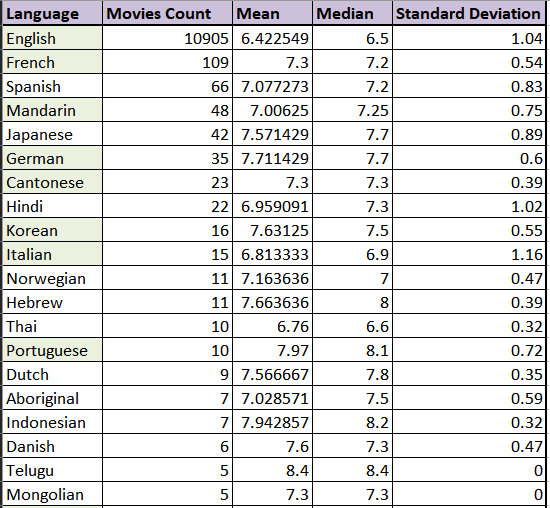 Language Movies Count Mean Median Standard Deviation
English 10905 6.422549 6.5 1.04
French 109 7.3 7.2 0.54
Spanish 66 7.077273 7.2 0.83
Mandarin 48 7.00625 7.25 0.75
Japanese 42 7.571429 7.7 0.89
German 35 7.711429 7.7 0.6
Cantonese 23 7.3 7.3 0.39
Hindi 22 6.959091 7.3 1.02
Korean 16 7.63125 7.5 0.55
Italian 15 6.813333 6.9 1.16
Norwegian 11 7.163636 7 0.47
Hebrew 11 7.663636 8 0.39
Thai 10 6.76 6.6 0.32
Portuguese 10 7.97 8.1 0.72
Dutch 9 7.566667 7.8 0.35
Aboriginal 7 7.028571 7.5 0.59
Indonesian 7 7.942857 8.2 0.32
Danish 6 7.6 7.3 0.47
Telugu 5 8.4 8.4 0
Mongolian 5 7.3 7.3 0